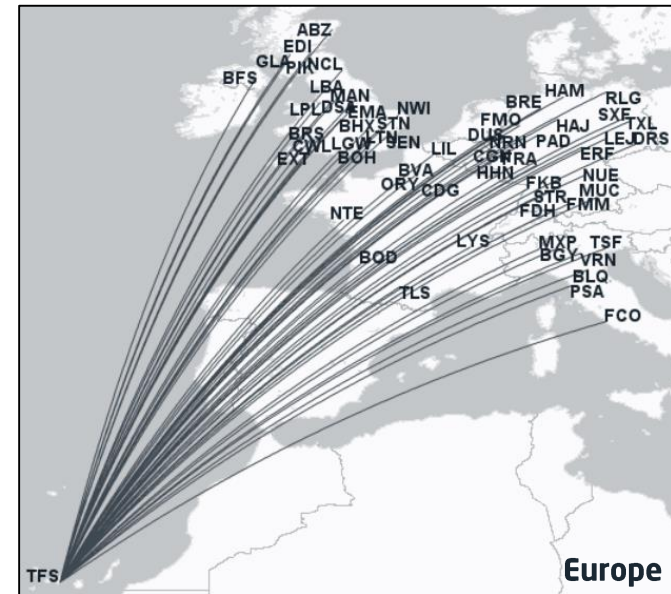 ABZ
EDI
GLA PIK NCL
BFS
LBA
MAN
LPL DSA EMA NWI
BHX STN
BRS LTN
CWL LGW SEN
EXT BOH
HAM
BRE RLG
FMO SXE
DUS HAJ TXL
NRN PAD LEJ DRS
LIL CGN FRA ERF
BVA HHN
ORY CDG FKB NUE
STR MUC
NTE FDH FMM
LYS MXP TSF
BOD BGY VRN
BLQ
TLS PSA
FCO
TFS
Europe